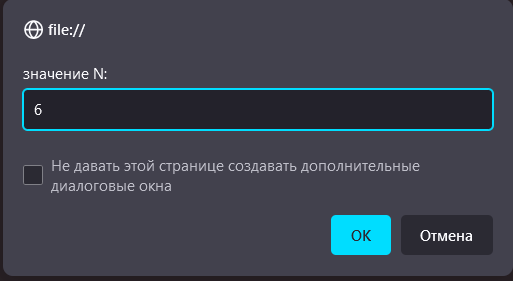 file://
значение N:
6
Не давать этой странице создавать дополнительные
диалоговые окна
OK
Отмена